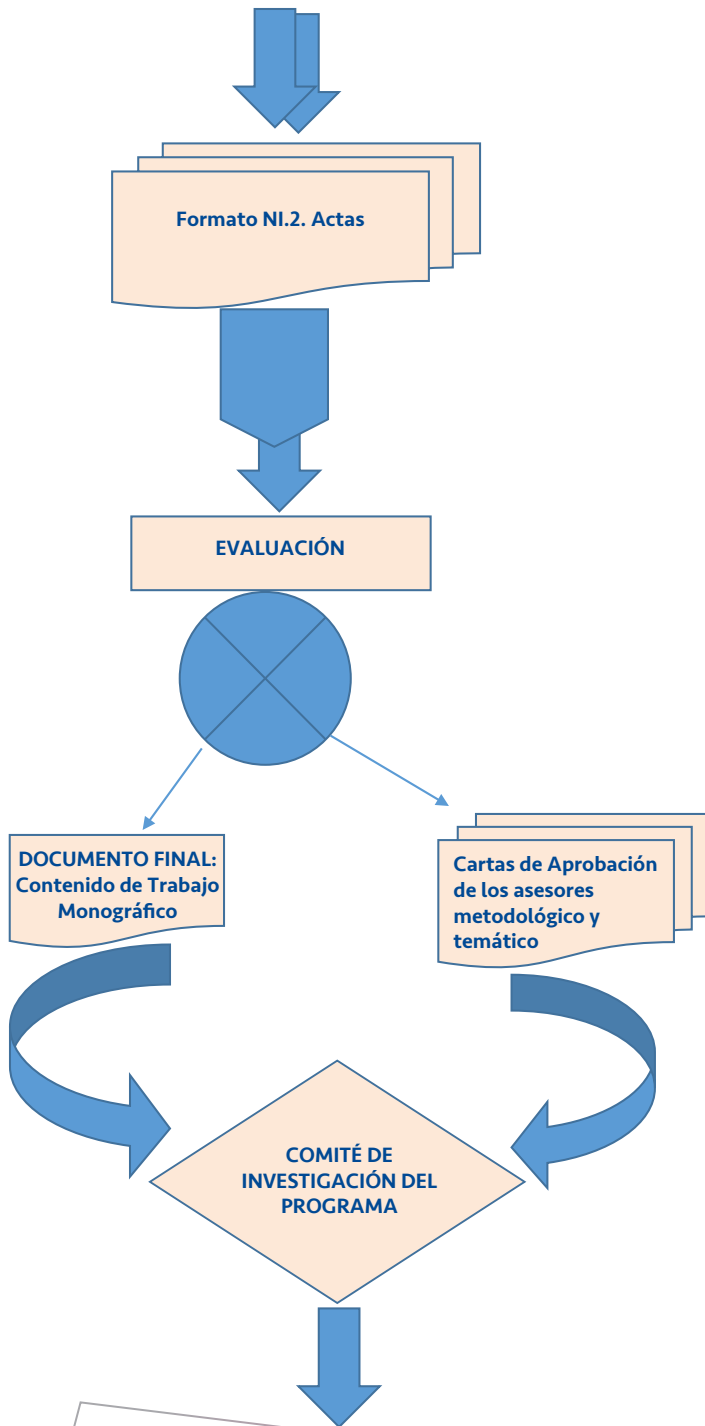 Formato NI.2. Actas
EVALUACIÓN
DOCUMENTO FINAL:
Contenido de Trabajo
Monográfico
Cartas de Aprobación
de los asesores
metodológico y
temático
COMITÉ DE
INVESTIGACIÓN DEL
PROGRAMA